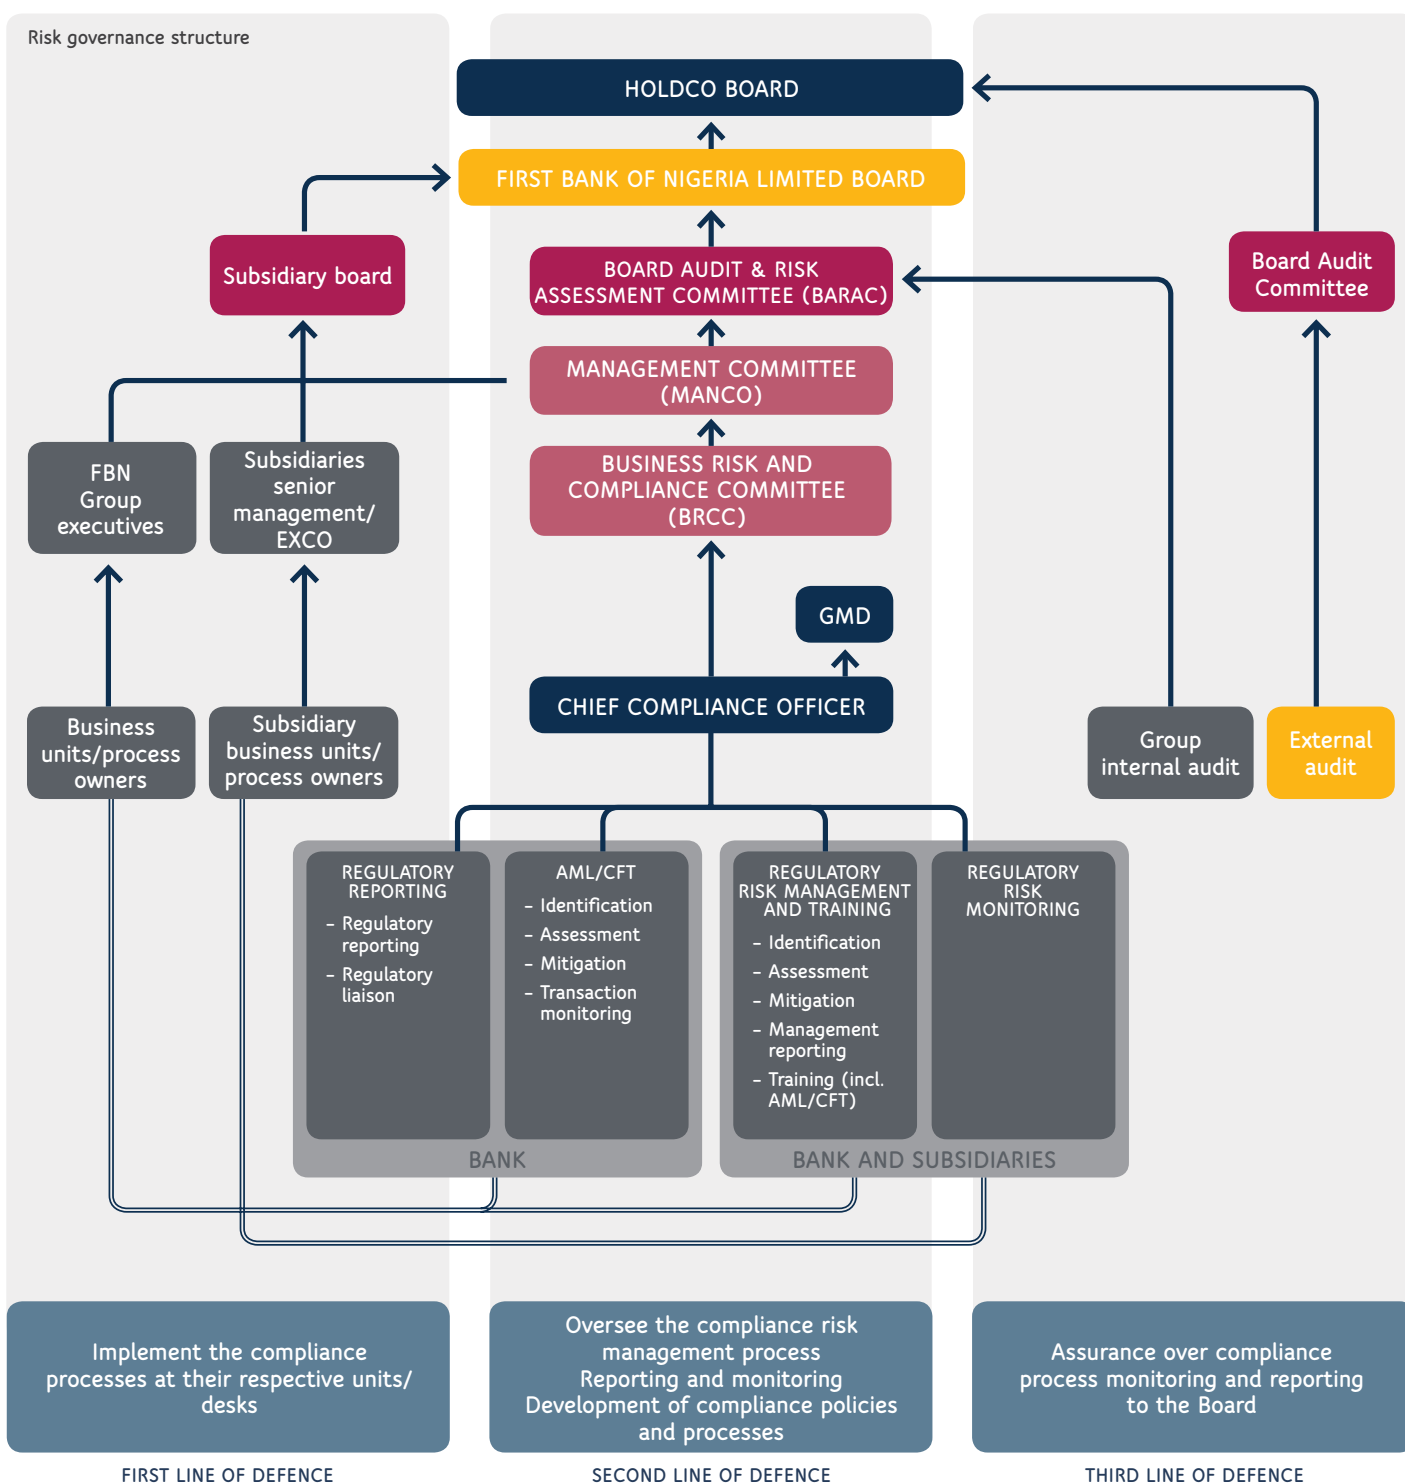 Risk governance structure
HOLDCO BOARD
FIRST BANK OF NIGERIA LIMITED BOARD
Subsidiary board
BOARD AUDIT & RISK
ASSESSMENT COMMITTEE (BARAC)
Board Audit
Committee
MANAGEMENT COMMITTEE
(MANCO)
FBN
Group
executives
Subsidiaries
senior
management/
EXCO
BUSINESS RISK AND
COMPLIANCE COMMITTEE
(BRCC)
GMD
CHIEF COMPLIANCE OFFICER
Business
units/process
owners
Subsidiary
business units/
process owners
Group
internal audit
External
audit
REGULATORY
REPORTING
– Regulatory
reporting
– Regulatory
liaison
AML/CFT
– Identification
– Assessment
– Mitigation
– Transaction
monitoring
REGULATORY
RISK MANAGEMENT
AND TRAINING
– Identification
– Assessment
– Mitigation
– Management
reporting
– Training (incl.
AML/CFT)
REGULATORY
RISK
MONITORING
BANK
BANK AND SUBSIDIARIES
Implement the compliance
processes at their respective units/
desks
Oversee the compliance risk
management process
Reporting and monitoring
Development of compliance policies
and processes
Assurance over compliance
process monitoring and reporting
to the Board
FIRST LINE OF DEFENCE
SECOND LINE OF DEFENCE
THIRD LINE OF DEFENCE